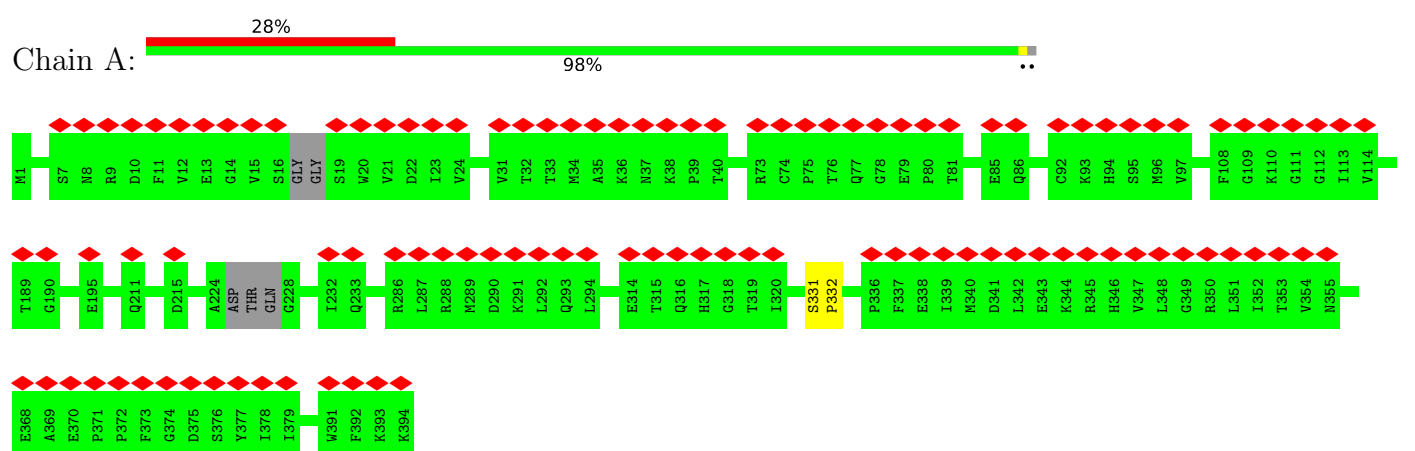 28%
Chain A:
98%
••
M1 S7 N8 R9 D10 F11 V12 E13 G14 V15 S16 GLY GLY S19 W20 V21 D22 I23 V24 V31 T32 T33 M34 A35 K36 N37 K38 P39 T40 R73 C74 P75 T76 Q77 G78 E79 P80 T81 E85 Q86 C92 K93 H94 S95 M96 V97 F108 G109 K110 G111 G112 I113 V114
T189 G190 E195 Q211 D215 A224 ASP THR GLN G228 I232 Q233 R286 L287 R288 M289 D290 K291 L292 Q293 L294 E314 T315 Q316 H317 G318 T319 I320 S331 P332 P336 F337 E338 I339 M340 D341 L342 E343 K344 R345 H346 V347 L348 G349 R350 L351 I352 T353 V354 N355
E368 A369 E370 P371 P372 F373 G374 D375 S376 Y377 I378 I379 W391 F392 K393 K394